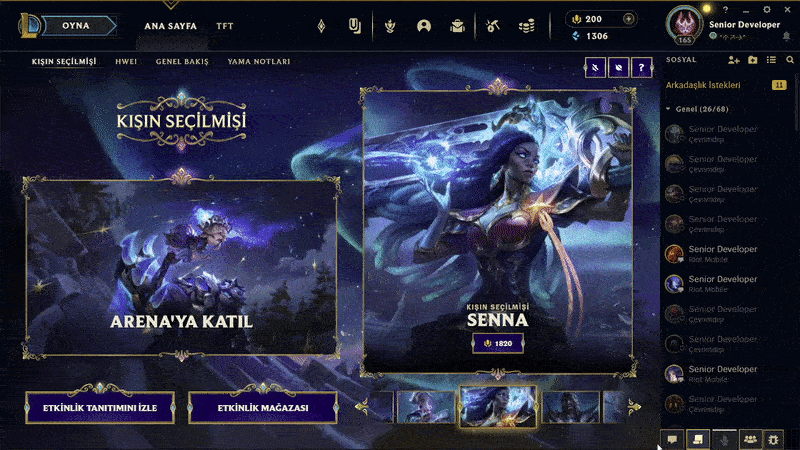 OYNA
ANA SAYFA
TFT
200
1306
165
Senior Developer
KIŞIN SEÇİLMİŞİ
HWEI
GENEL BAKIŞ
YAMA NOTLARI
?
SOSYAL
Arkadaşlık İstekleri
11
Genel (26/68)
KIŞIN SEÇİLMİŞİ
ARENA'YA KATIL
KIŞIN SEÇİLMİŞİ
SENNA
1820
ETKİNLİK TANITIMINI İZLE
ETKİNLİK MAĞAZASI
Senior Developer
Çevrimdışı
Senior Developer
Çevrimdışı
Senior Developer
Çevrimdışı
Senior Developer
Çevrimdışı
Senior Developer
Riot Mobile
Senior Developer
Riot Mobile
Senior Developer
Çevrimdışı
Senior Developer
Çevrimdışı
Senior Developer
Riot Mobile
Senior Developer
Çevrimdışı